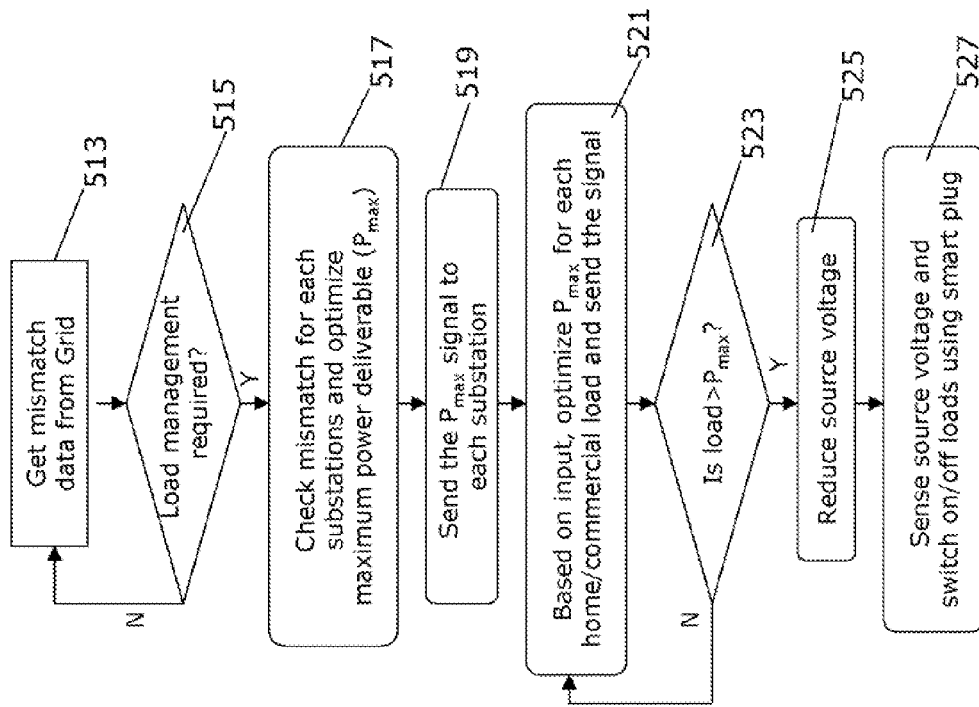 Get mismatch
data from Grid
513
Load management
required?
515
N
Y
Check mismatch for each
substations and optimize
maximum power deliverable (Pmax)
517
Send the Pmax signal to
each substation
519
Based on input, optimize Pmax for each
home/commercial load and send the signal
521
Is load>Pmax?
523
N
Y
Reduce source voltage
525
Sense source voltage and
switch on/off loads using smart plug
527